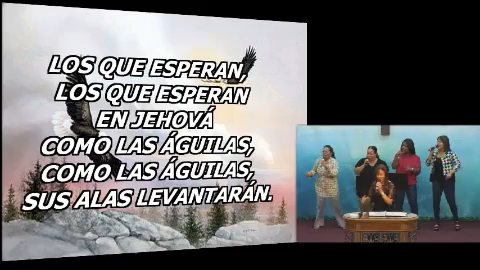 LOS QUE ESPERAN,
LOS QUE ESPERAN
EN JEHOVÁ
COMO LAS ÁGUILAS,
COMO LAS ÁGUILAS,
SUS ALAS LEVANTARÁN.